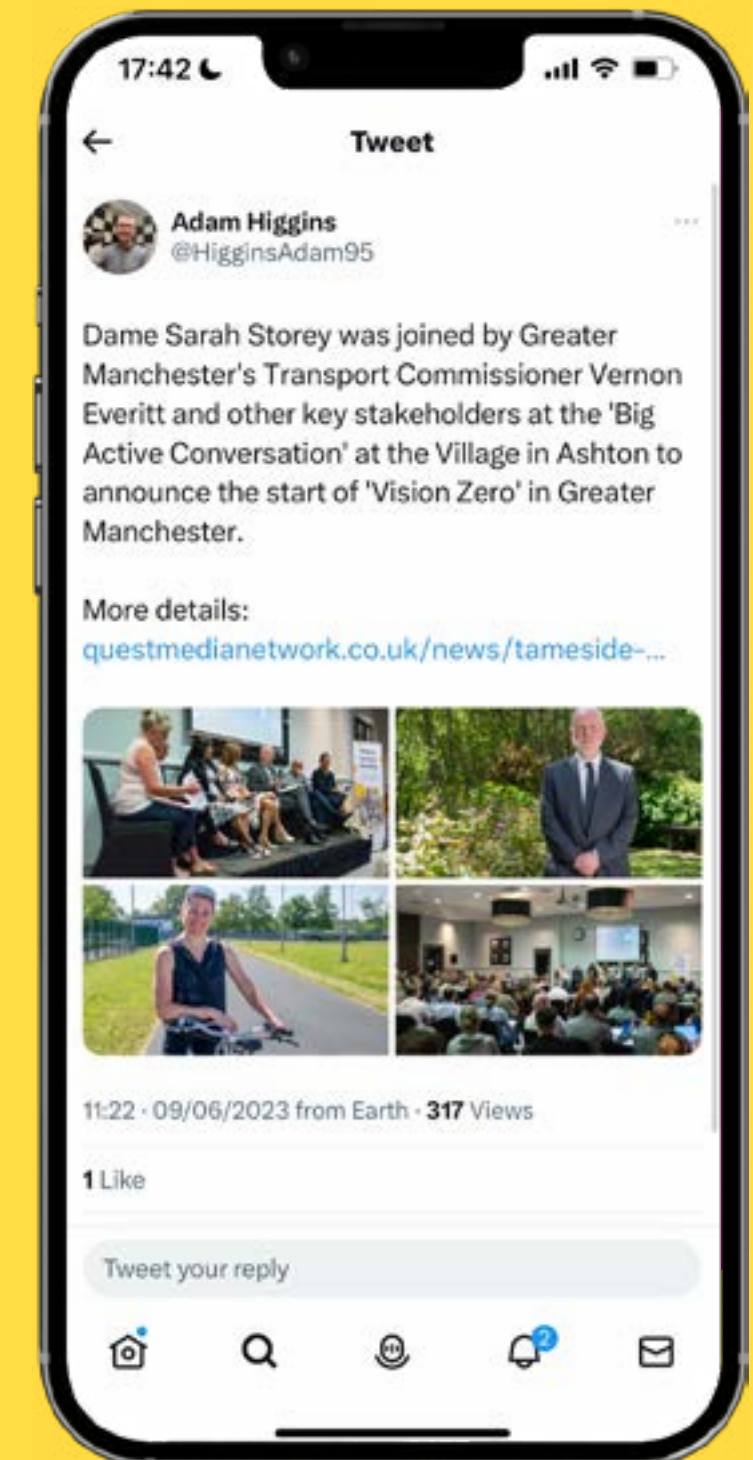 17:42
Tweet
Adam Higgins
@HigginsAdam95
Dame Sarah Storey was joined by Greater
Manchester's Transport Commissioner Vernon
Everitt and other key stakeholders at the 'Big
Active Conversation' at the Village in Ashton to
announce the start of 'Vision Zero' in Greater
Manchester.
More details:
questmedianetwork.co.uk/news/tameside-...
11:22 · 09/06/2023 from Earth · 317 Views
1 Like
Tweet your reply
2